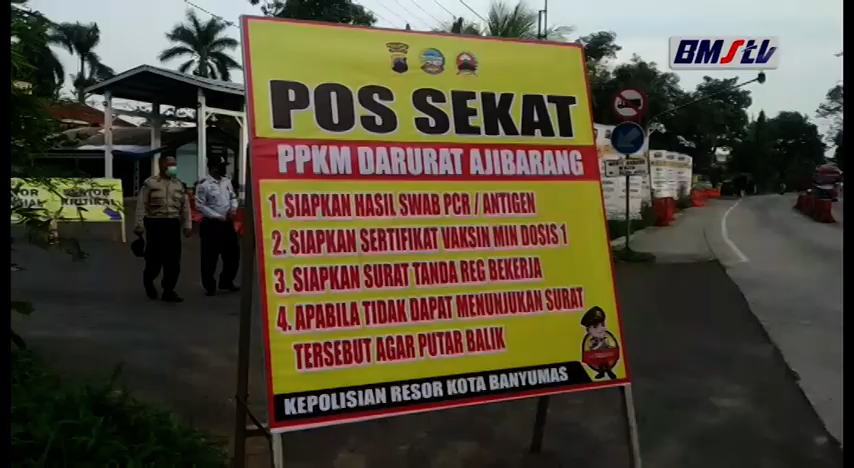 BMStv
POS SEKAT
PPKM DARURAT AJIBARANG
1. SIAPKAN HASIL SWAB PCR / ANTIGEN
2. SIAPKAN SERTIFIKAT VAKSIN MIN DOSIS 1
3. SIAPKAN SURAT TANDA REG BEKERJA
4. APABILA TIDAK DAPAT MENUNJUKAN SURAT
TERSEBUT AGAR PUTAR BALIK
KEPOLISIAN RESOR KOTA BANYUMAS
SEKTOR
KRITIKAL